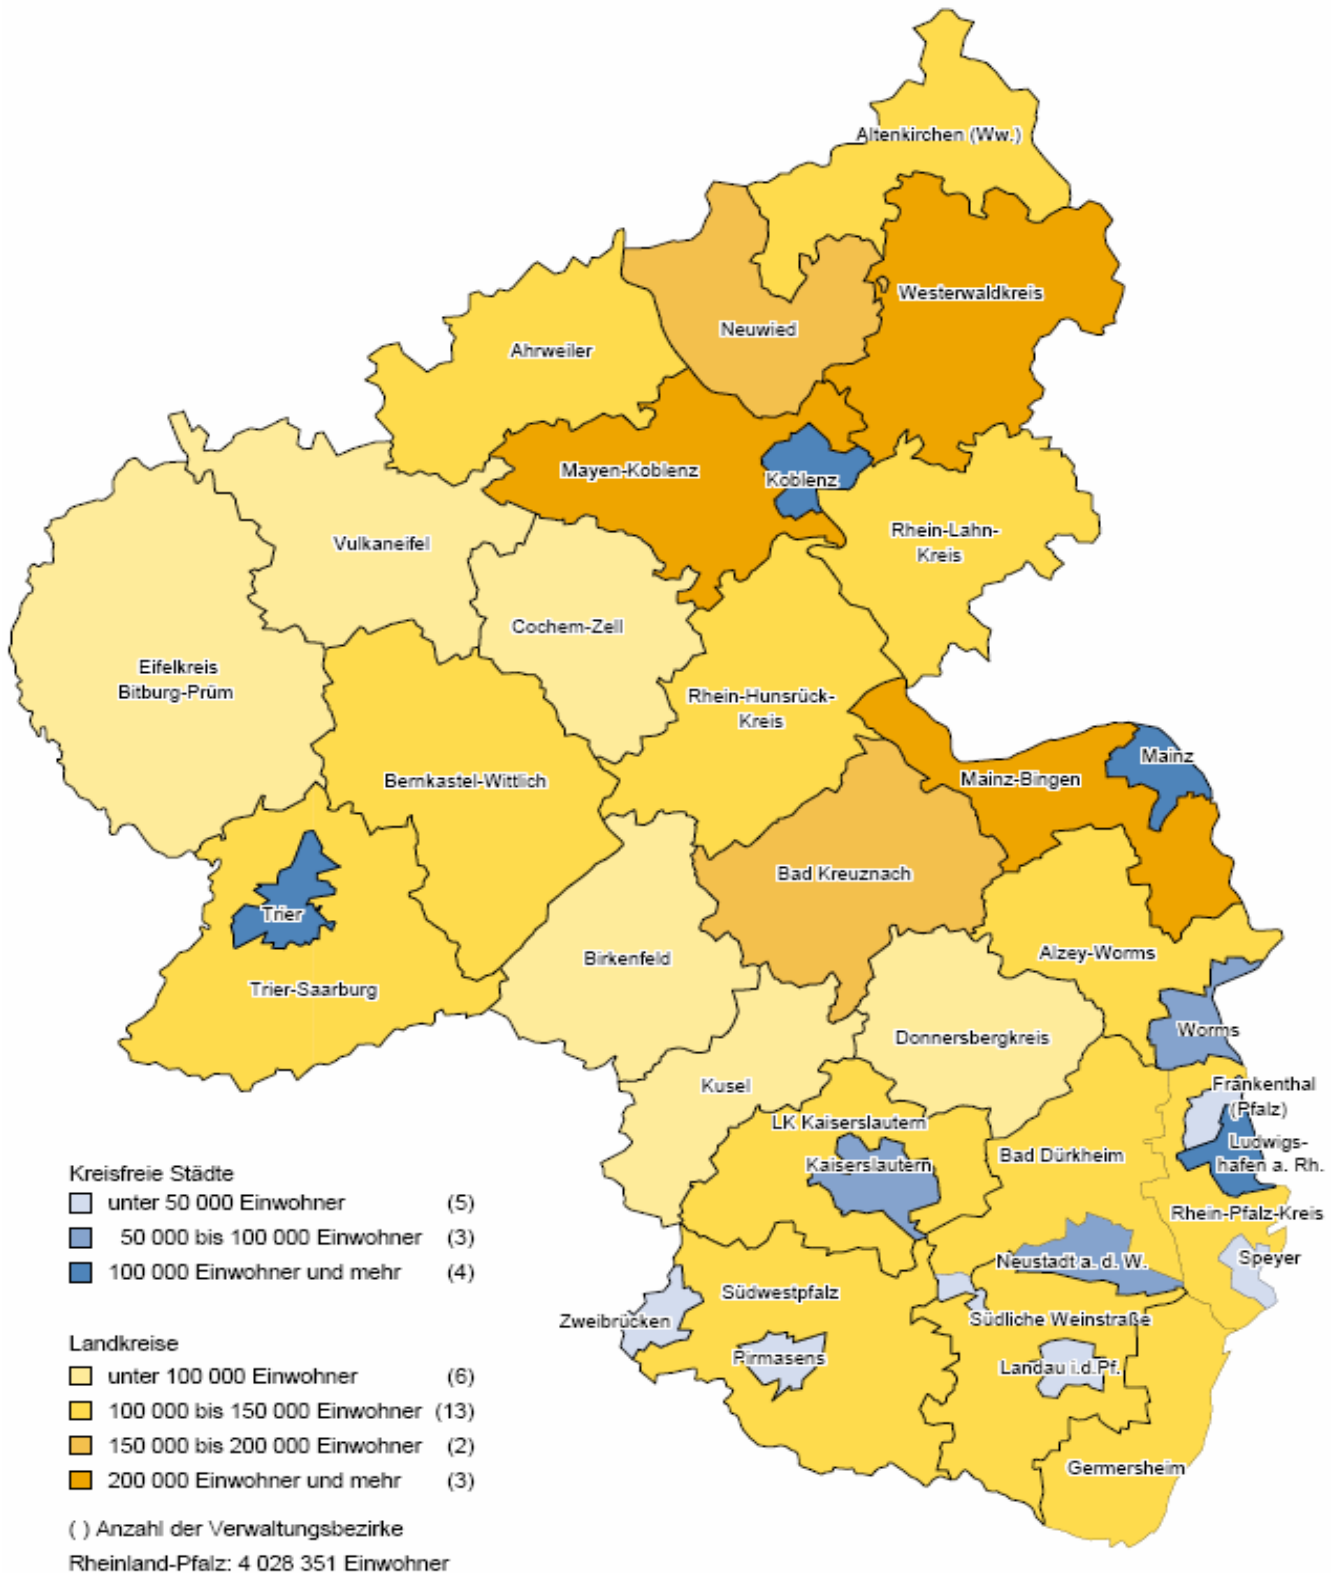 Altenkirchen (Ww.)
Westerwaldkreis
Neuwied
Ahrweiler
Mayen-Koblenz
Koblenz
Rhein-Lahn-
Kreis
Vulkaneifel
Cochem-Zell
Eifelkreis
Bitburg-Prüm
Rhein-Hunsrück-
Kreis
Mainz
Mainz-Bingen
Bernkastel-Wittlich
Bad Kreuznach
Trier
Alzey-Worms
Birkenfeld
Trier-Saarburg
Worms
Donnersbergkreis
Kusel
Frankenthal
(Pfalz)
LK Kaiserslautern
Ludwigs-
hafen a. Rh.
Bad Dürkheim
Kaiserslautern
Rhein-Pfalz-Kreis
Neustadt a. d. W.
Speyer
Südwestpfalz
Südliche Weinstraße
Zweibrücken
Pirmasens
Landau i.d.Pf.
Germersheim
Kreisfreie Städte
unter 50 000 Einwohner (5)
50 000 bis 100 000 Einwohner (3)
100 000 Einwohner und mehr (4)
Landkreise
unter 100 000 Einwohner (6)
100 000 bis 150 000 Einwohner (13)
150 000 bis 200 000 Einwohner (2)
200 000 Einwohner und mehr (3)
( ) Anzahl der Verwaltungsbezirke
Rheinland-Pfalz: 4 028 351 Einwohner